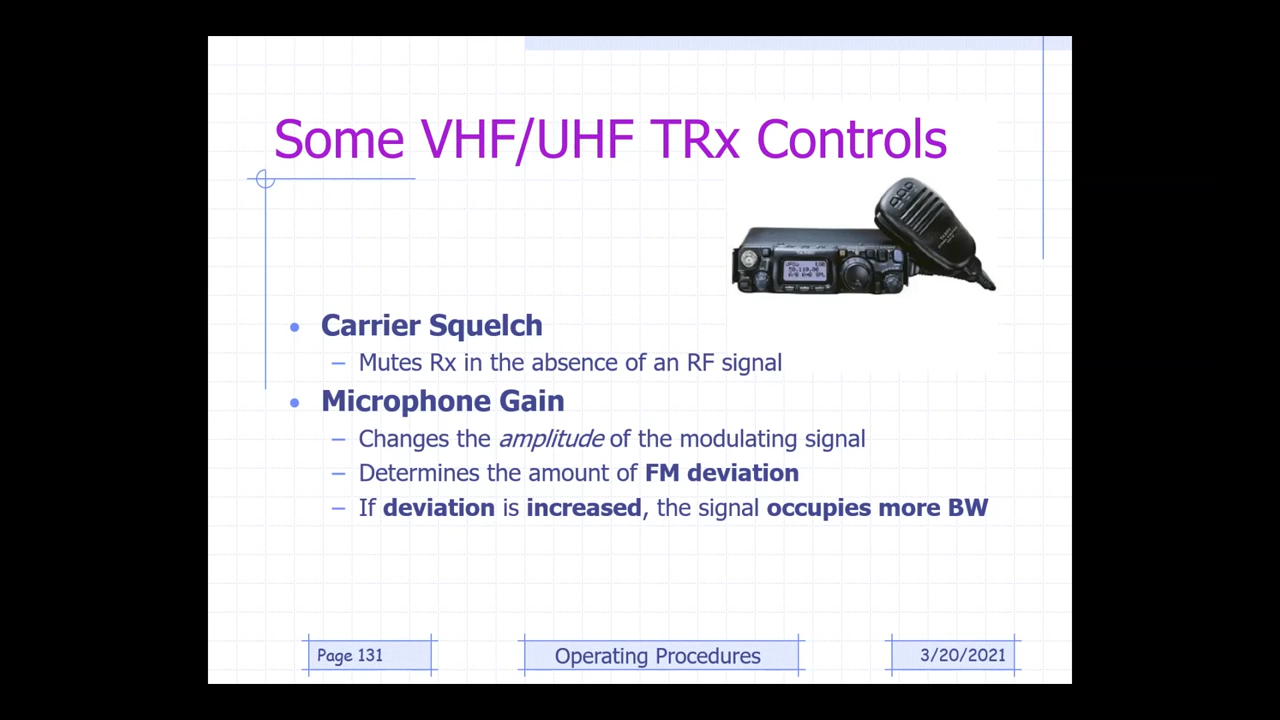 Some VHF/UHF TRx Controls
• Carrier Squelch
– Mutes Rx in the absence of an RF signal
• Microphone Gain
– Changes the amplitude of the modulating signal
– Determines the amount of FM deviation
– If deviation is increased, the signal occupies more BW
Page 131
Operating Procedures
3/20/2021